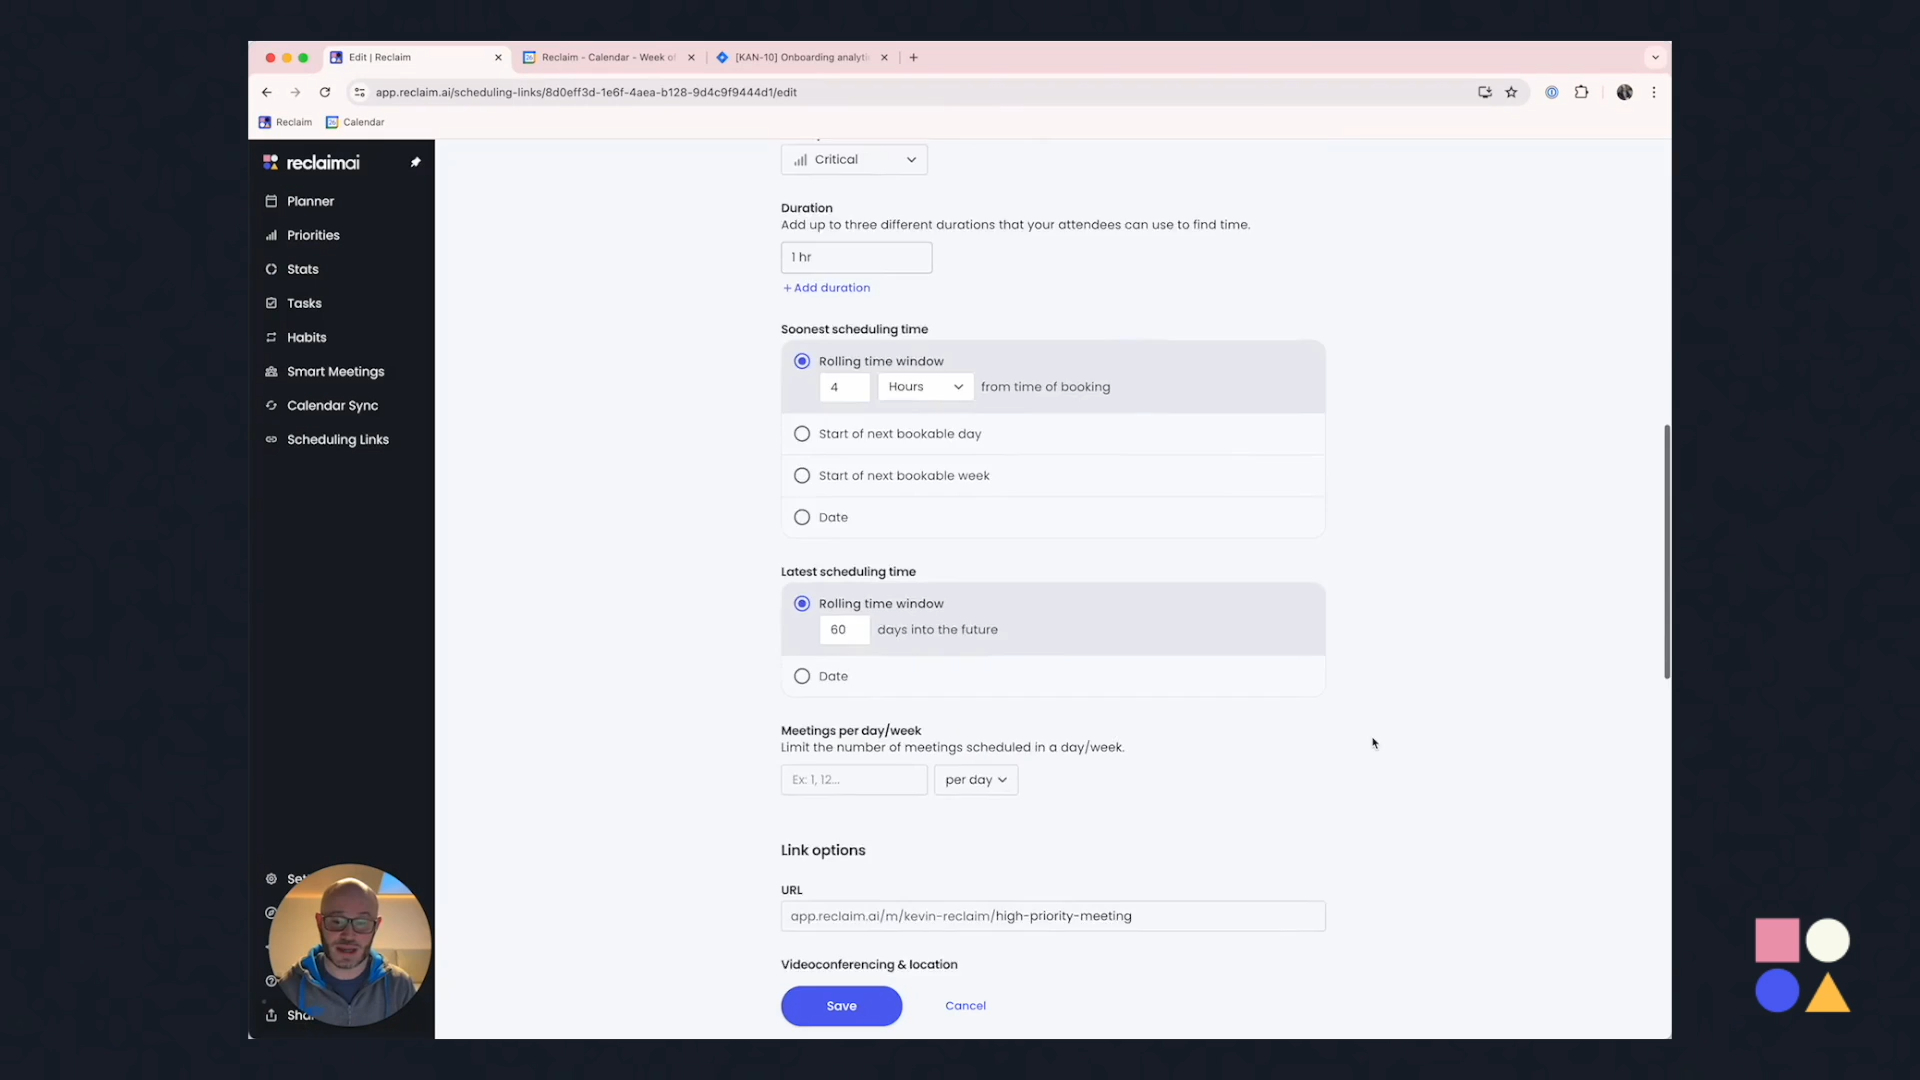 Edit | Reclaim
Reclaim - Calendar - Week of
[KAN-10] Onboarding analyti
app.reclaim.ai/scheduling-links/8d0eff3d-1e6f-4aea-b128-9d4c9f9444d1/edit
Reclaim
Calendar
reclaimai
Planner
Priorities
Stats
Tasks
Habits
Smart Meetings
Calendar Sync
Scheduling Links
Critical
Duration
Add up to three different durations that your attendees can use to find time.
1 hr
+ Add duration
Soonest scheduling time
Rolling time window
4 Hours from time of booking
Start of next bookable day
Start of next bookable week
Date
Latest scheduling time
Rolling time window
60 days into the future
Date
Meetings per day/week
Limit the number of meetings scheduled in a day/week.
Ex: 1, 12... per day
Link options
URL
app.reclaim.ai/m/kevin-reclaim/high-priority-meeting
Videoconferencing & location
Save Cancel